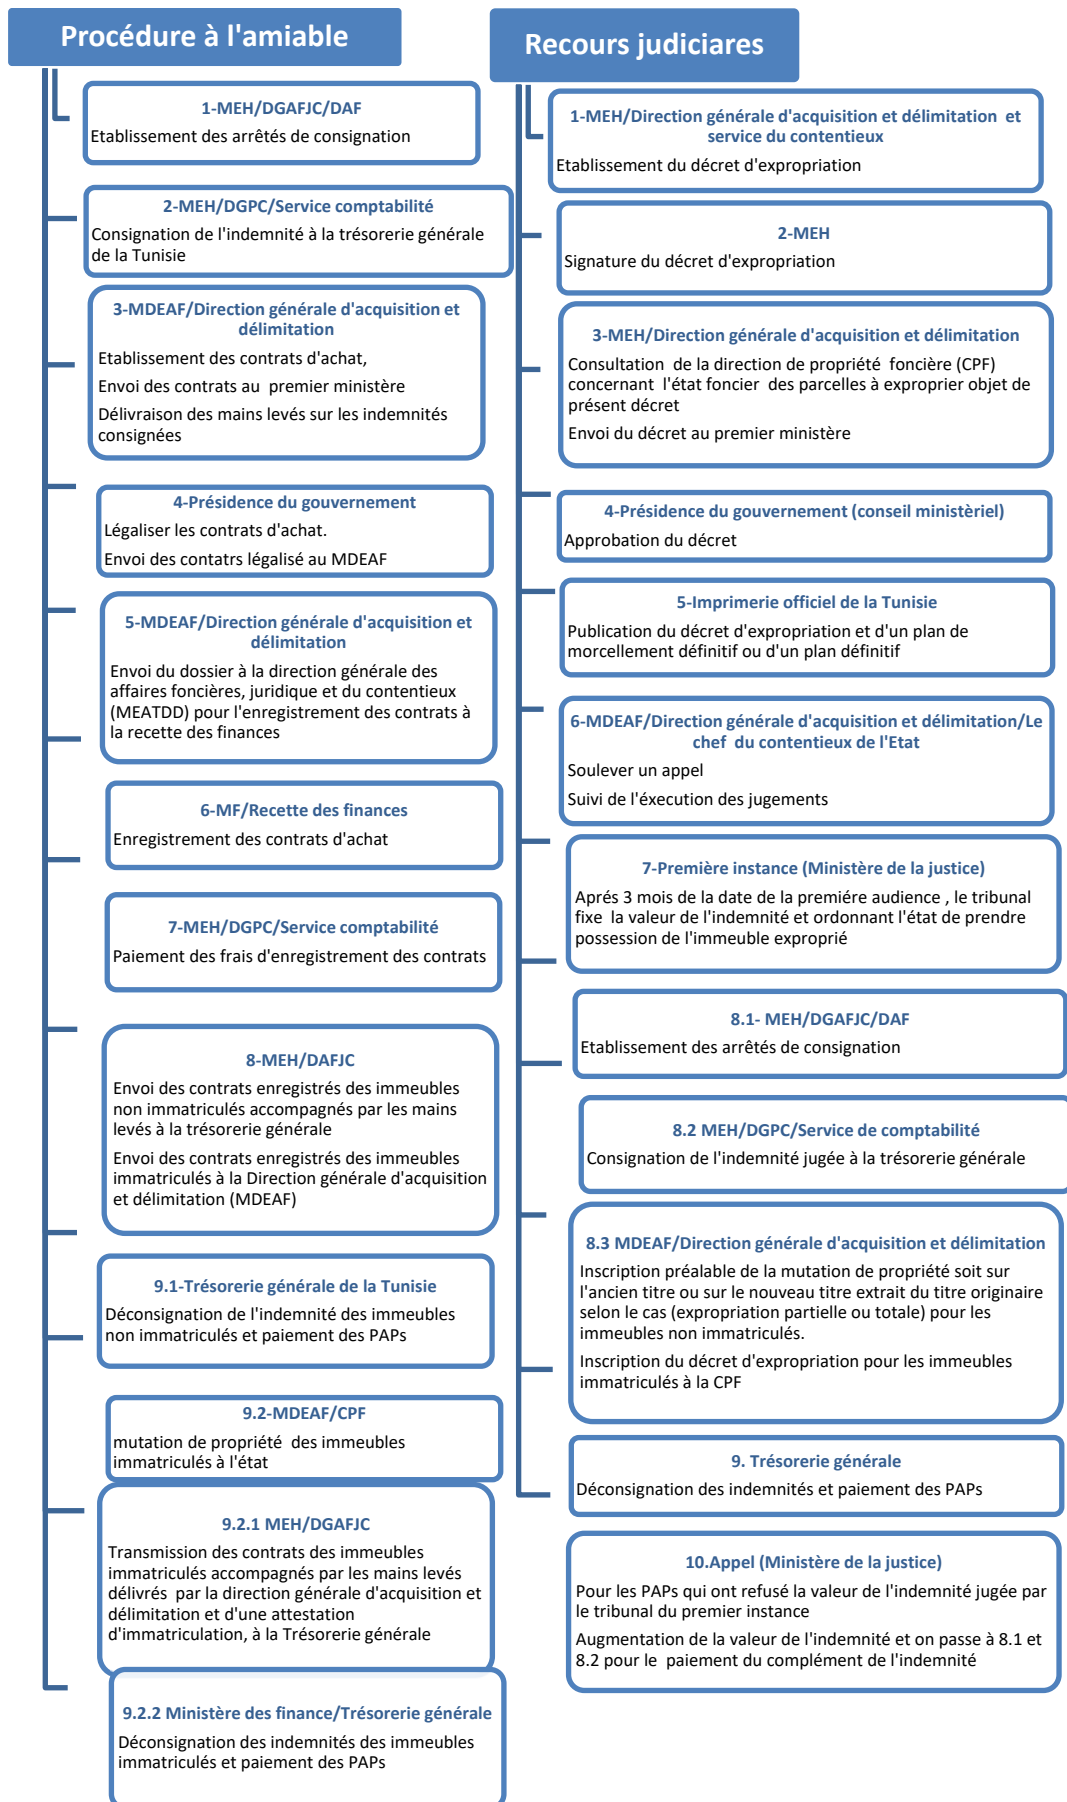 Procédure à l'amiable
1-MEH/DGAFJC/DAF
Etablissement des arrêtés de consignation
2-MEH/DGPC/Service comptabilité
Consignation de l'indemnité à la trésorerie générale
de la Tunisie
3-MDEAF/Direction générale d'acquisition et
délimitation
Etablissement des contrats d'achat,
Envoi des contrats au premier ministère
Délivraison des mains levés sur les indemnités
consignées
4-Présidence du gouvernement
Légaliser les contrats d'achat.
Envoi des contatrs légalisé au MDEAF
5-MDEAF/Direction générale d'acquisition et
délimitation
Envoi du dossier à la direction générale des
affaires foncières, juridique et du contentieux
(MEATDD) pour l'enregistrement des contrats à
la recette des finances
6-MF/Recette des finances
Enregistrement des contrats d'achat
7-MEH/DGPC/Service comptabilité
Paiement des frais d'enregistrement des contrats
8-MEH/DAFJC
Envoi des contrats enregistrés des immeubles
non immatriculés accompagnés par les mains
levés à la trésorerie générale
Envoi des contrats enregistrés des immeubles
immatriculés à la Direction générale d'acquisition
et délimitation (MDEAF)
9.1-Trésorerie générale de la Tunisie
Déconsignation de l'indemnité des immeubles
non immatriculés et paiement des PAPs
9.2-MDEAF/CPF
mutation de propriété des immeubles
immatriculés à l'état
9.2.1 MEH/DGAFJC
Transmission des contrats des immeubles
immatriculés accompagnés par les mains levés
délivrés par la direction générale d'acquisition et
délimitation et d'une attestation
d'immatriculation, à la Trésorerie générale
9.2.2 Ministère des finance/Trésorerie générale
Déconsignation des indemnités des immeubles
immatriculés et paiement des PAPs
Recours judiciares
1-MEH/Direction générale d'acquisition et délimitation et
service du contentieux
Etablissement du décret d'expropriation
2-MEH
Signature du décret d'expropriation
3-MEH/Direction générale d'acquisition et délimitation
Consultation de la direction de propriété foncière (CPF)
concernant l'état foncier des parcelles à exproprier objet de
présent décret
Envoi du décret au premier ministère
4-Présidence du gouvernement (conseil ministèriel)
Approbation du décret
5-Imprimerie officiel de la Tunisie
Publication du décret d'expropriation et d'un plan de
morcellement définitif ou d'un plan définitif
6-MDEAF/Direction générale d'acquisition et délimitation/Le
chef du contentieux de l'Etat
Soulever un appel
Suivi de l'éxecution des jugements
7-Première instance (Ministère de la justice)
Aprés 3 mois de la date de la premiére audience , le tribunal
fixe la valeur de l'indemnité et ordonnant l'état de prendre
possession de l'immeuble exproprié
8.1- MEH/DGAFJC/DAF
Etablissement des arrêtés de consignation
8.2 MEH/DGPC/Service de comptabilité
Consignation de l'indemnité jugée à la trésorerie générale
8.3 MDEAF/Direction générale d'acquisition et délimitation
Inscription préalable de la mutation de propriété soit sur
l'ancien titre ou sur le nouveau titre extrait du titre originaire
selon le cas (expropriation partielle ou totale) pour les
immeubles non immatriculés.
Inscription du décret d'expropriation pour les immeubles
immatriculés à la CPF
9. Trésorerie générale
Déconsignation des indemnités et paiement des PAPs
10.Appel (Ministère de la justice)
Pour les PAPs qui ont refusé la valeur de l'indemnité jugée par
le tribunal du premier instance
Augmentation de la valeur de l'indemnité et on passe à 8.1 et
8.2 pour le paiement du complément de l'indemnité